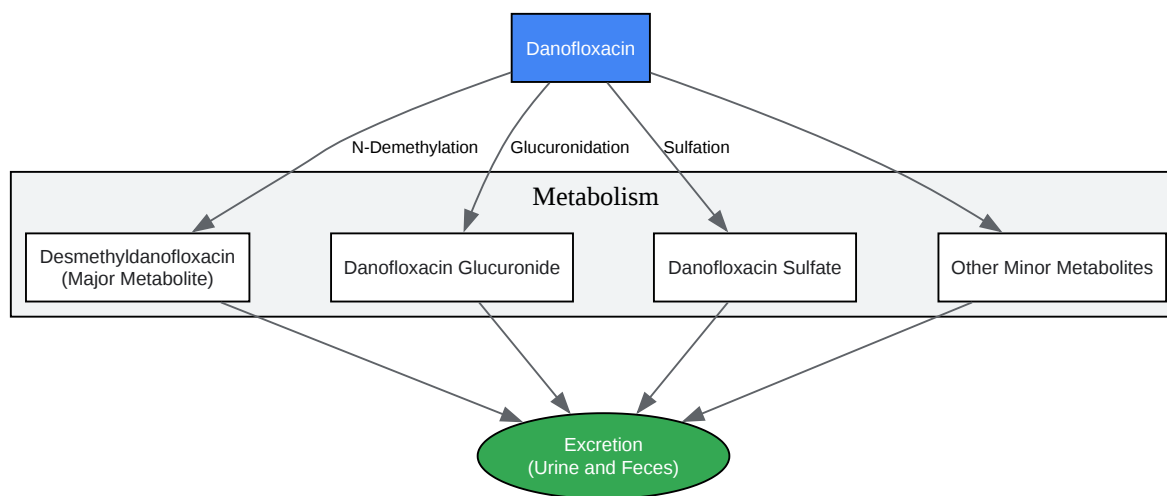 Danofloxacin
N-Demethylation
Glucuronidation
Sulfation
Metabolism
Desmethyldanofloxacin
(Major Metabolite)
Danofloxacin Glucuronide
Danofloxacin Sulfate
Other Minor Metabolites
Excretion
(Urine and Feces)